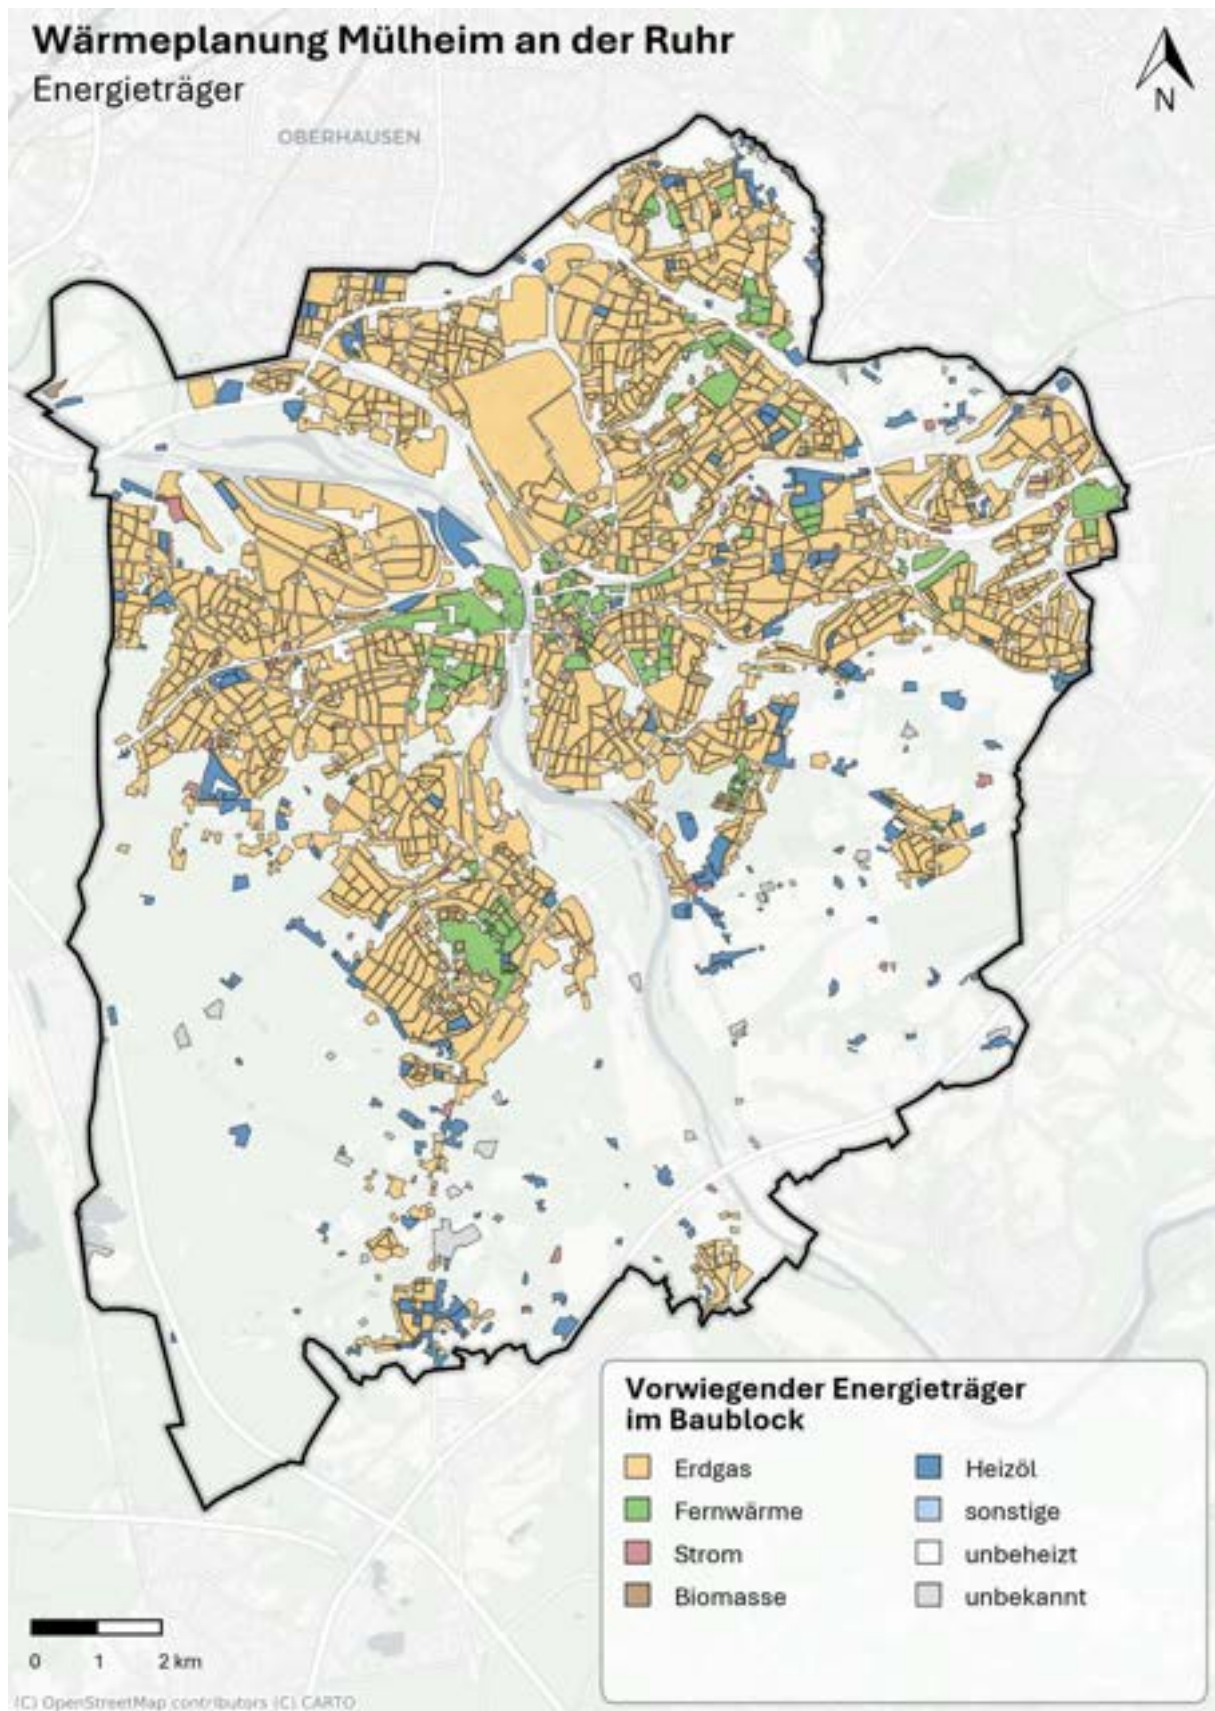 Wärmeplanung Mülheim an der Ruhr
Energieträger
N
OBERHAUSEN
Vorwiegender Energieträger
im Baublock
Erdgas
Fernwärme
Strom
Biomasse
Heizöl
sonstige
unbeheizt
unbekannt
0 1 2 km
(C) OpenStreetMap contributors (C) CARTO